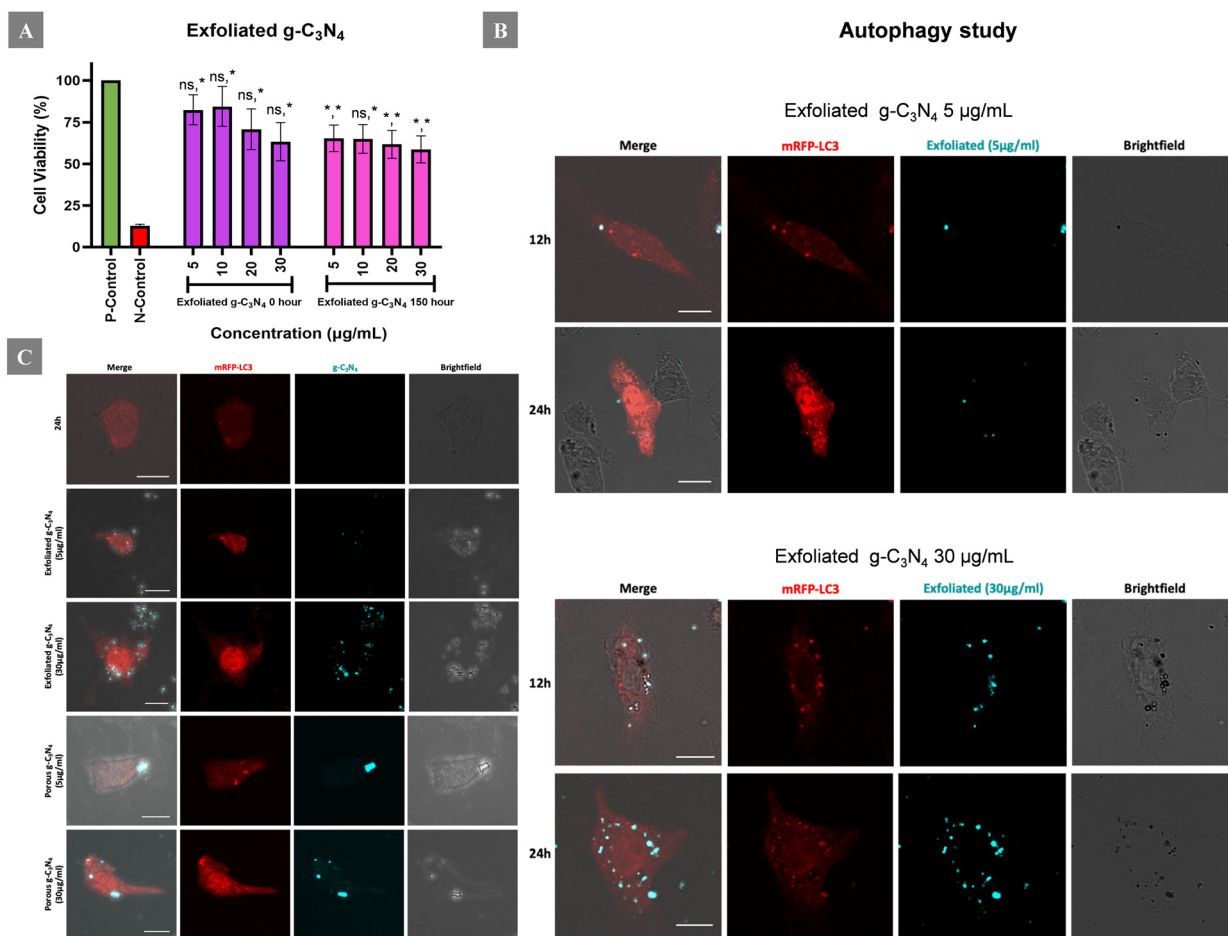 A
Exfoliated g-C₃N₄
Cell Viability (%)
100
75
50
25
0
ns,*
ns,*
ns,*
ns,*
*,*
ns,*
*,*
*,*
P-Control
N-Control
5
10
20
30
5
10
20
30
Exfoliated g-C₃N₄ 0 hour
Exfoliated g-C₃N₄ 150 hour
Concentration (µg/mL)
B
Autophagy study
Exfoliated g-C₃N₄ 5 µg/mL
Merge
mRFP-LC3
Exfoliated (5µg/ml)
Brightfield
12h
24h
Exfoliated g-C₃N₄ 30 µg/mL
Merge
mRFP-LC3
Exfoliated (30µg/ml)
Brightfield
12h
24h
C
Merge
mRFP-LC3
g-C₃N₄
Brightfield
24h
Exfoliated g-C₃N₄
(5µg/ml)
Exfoliated g-C₃N₄
(30µg/ml)
Porous g-C₃N₄
(5µg/ml)
Porous g-C₃N₄
(30µg/ml)